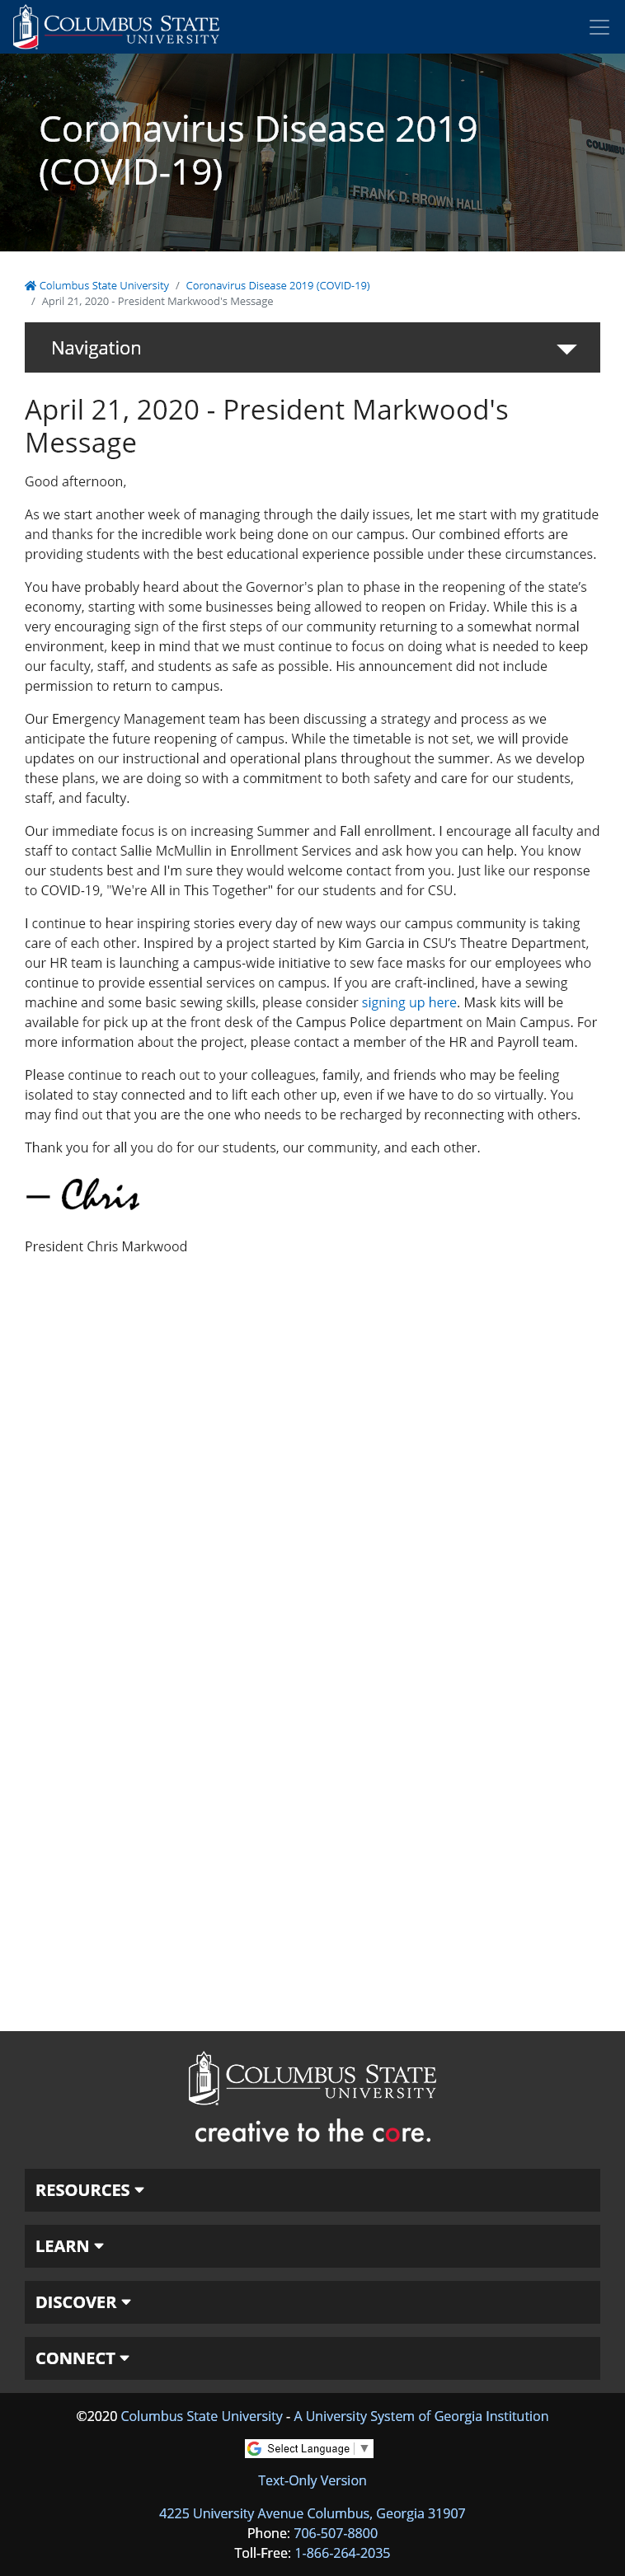 COLUMBUS STATE
UNIVERSITY
Coronavirus Disease 2019
(COVID-19)
COLUMBUS
FRANK D. BROWN HALL
Columbus State University / Coronavirus Disease 2019 (COVID-19)
/ April 21, 2020 - President Markwood's Message
Navigation
April 21, 2020 - President Markwood's
Message
Good afternoon,
As we start another week of managing through the daily issues, let me start with my gratitude
and thanks for the incredible work being done on our campus. Our combined efforts are
providing students with the best educational experience possible under these circumstances.
You have probably heard about the Governor's plan to phase in the reopening of the state’s
economy, starting with some businesses being allowed to reopen on Friday. While this is a
very encouraging sign of the first steps of our community returning to a somewhat normal
environment, keep in mind that we must continue to focus on doing what is needed to keep
our faculty, staff, and students as safe as possible. His announcement did not include
permission to return to campus.
Our Emergency Management team has been discussing a strategy and process as we
anticipate the future reopening of campus. While the timetable is not set, we will provide
updates on our instructional and operational plans throughout the summer. As we develop
these plans, we are doing so with a commitment to both safety and care for our students,
staff, and faculty.
Our immediate focus is on increasing Summer and Fall enrollment. I encourage all faculty and
staff to contact Sallie McMullin in Enrollment Services and ask how you can help. You know
our students best and I'm sure they would welcome contact from you. Just like our response
to COVID-19, "We're All in This Together" for our students and for CSU.
I continue to hear inspiring stories every day of new ways our campus community is taking
care of each other. Inspired by a project started by Kim Garcia in CSU’s Theatre Department,
our HR team is launching a campus-wide initiative to sew face masks for our employees who
continue to provide essential services on campus. If you are craft-inclined, have a sewing
machine and some basic sewing skills, please consider signing up here. Mask kits will be
available for pick up at the front desk of the Campus Police department on Main Campus. For
more information about the project, please contact a member of the HR and Payroll team.
Please continue to reach out to your colleagues, family, and friends who may be feeling
isolated to stay connected and to lift each other up, even if we have to do so virtually. You
may find out that you are the one who needs to be recharged by reconnecting with others.
Thank you for all you do for our students, our community, and each other.
— Chris
President Chris Markwood
COLUMBUS STATE
UNIVERSITY
creative to the core.
RESOURCES
LEARN
DISCOVER
CONNECT
©2020 Columbus State University - A University System of Georgia Institution
G Select Language ▼
Text-Only Version
4225 University Avenue Columbus, Georgia 31907
Phone: 706-507-8800
Toll-Free: 1-866-264-2035